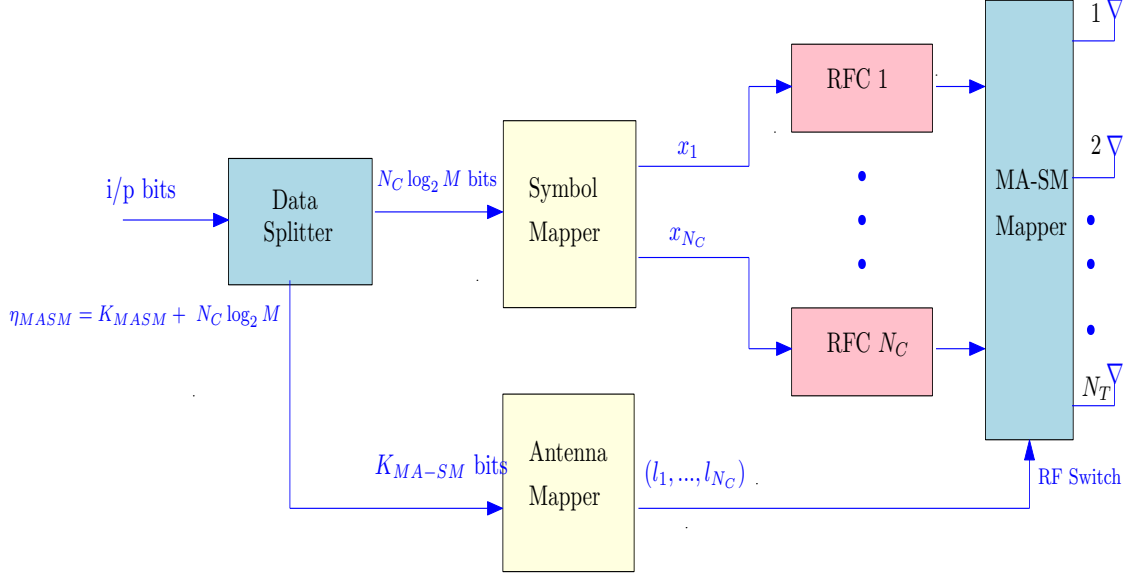 i/p bits
Data
Splitter
η_{MASM} = K_{MASM} + N_C log_2 M
N_C log_2 M bits
Symbol
Mapper
x_1
x_{N_C}
RFC 1
RFC N_C
MA-SM
Mapper
1
2
N_T
K_{MA−SM} bits
Antenna
Mapper
(l_1, ..., l_{N_C})
RF Switch